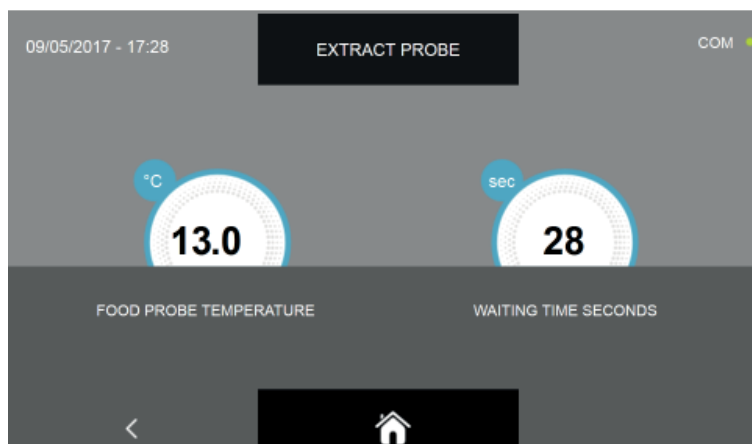 09/05/2017 - 17:28
EXTRACT PROBE
COM
°C
13.0
sec
28
FOOD PROBE TEMPERATURE
WAITING TIME SECONDS